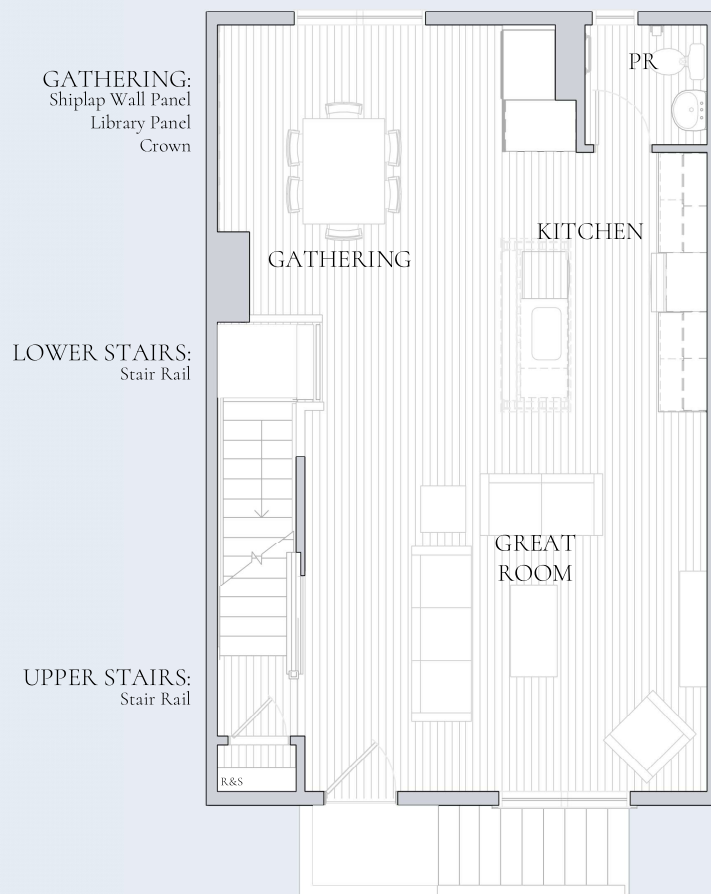 GATHERING:
Shiplap Wall Panel
Library Panel
Crown
PR
KITCHEN
GATHERING
LOWER STAIRS:
Stair Rail
GREAT
ROOM
UPPER STAIRS:
Stair Rail
R&S